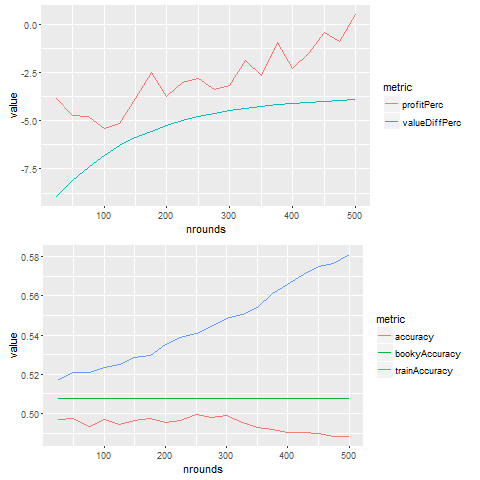 0.0
-2.5
-5.0
-7.5
value
100
200
300
400
500
nrounds
metric
profitPerc
valueDiffPerc
0.58
0.56
0.54
0.52
0.50
value
100
200
300
400
500
nrounds
metric
accuracy
bookyAccuracy
trainAccuracy